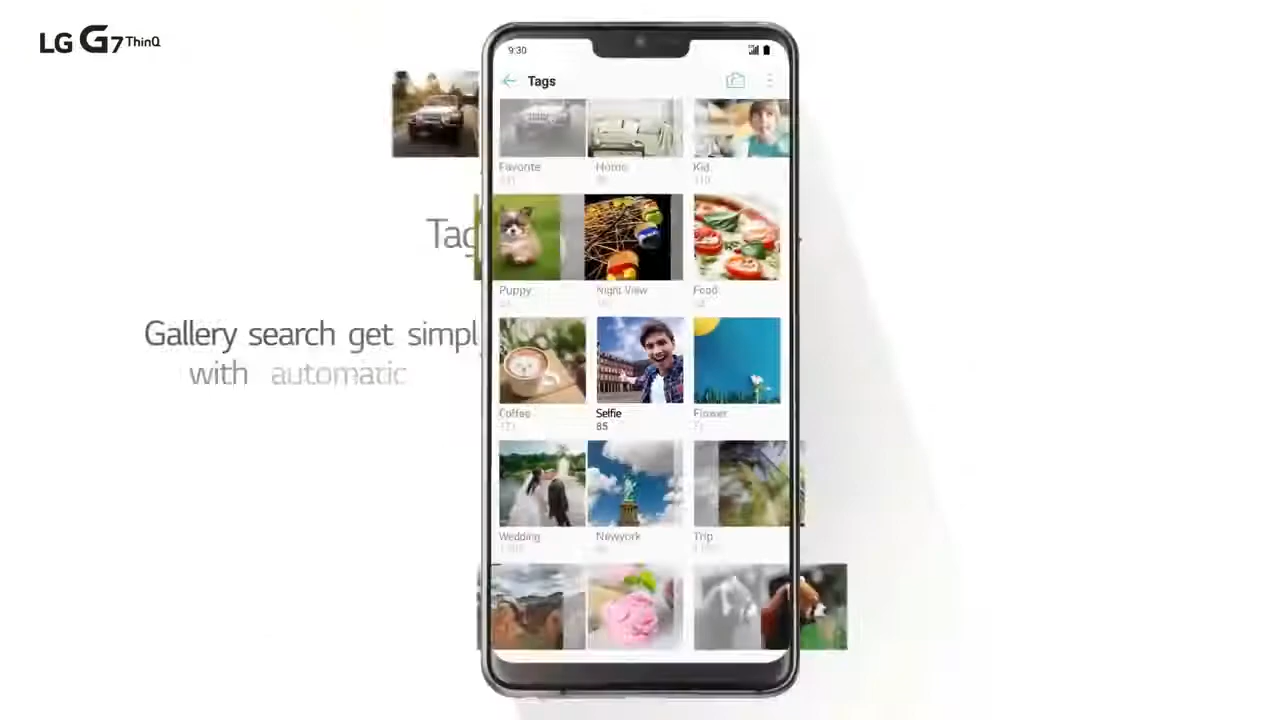 LG G7 ThinQ
9:30
Tags
Favorite
Home
Kid
Tag
Puppy
Night View
Food
Gallery search get simpl
with automatic
Coffee
Selfie
Flower
85
Wedding
Newyork
Trip